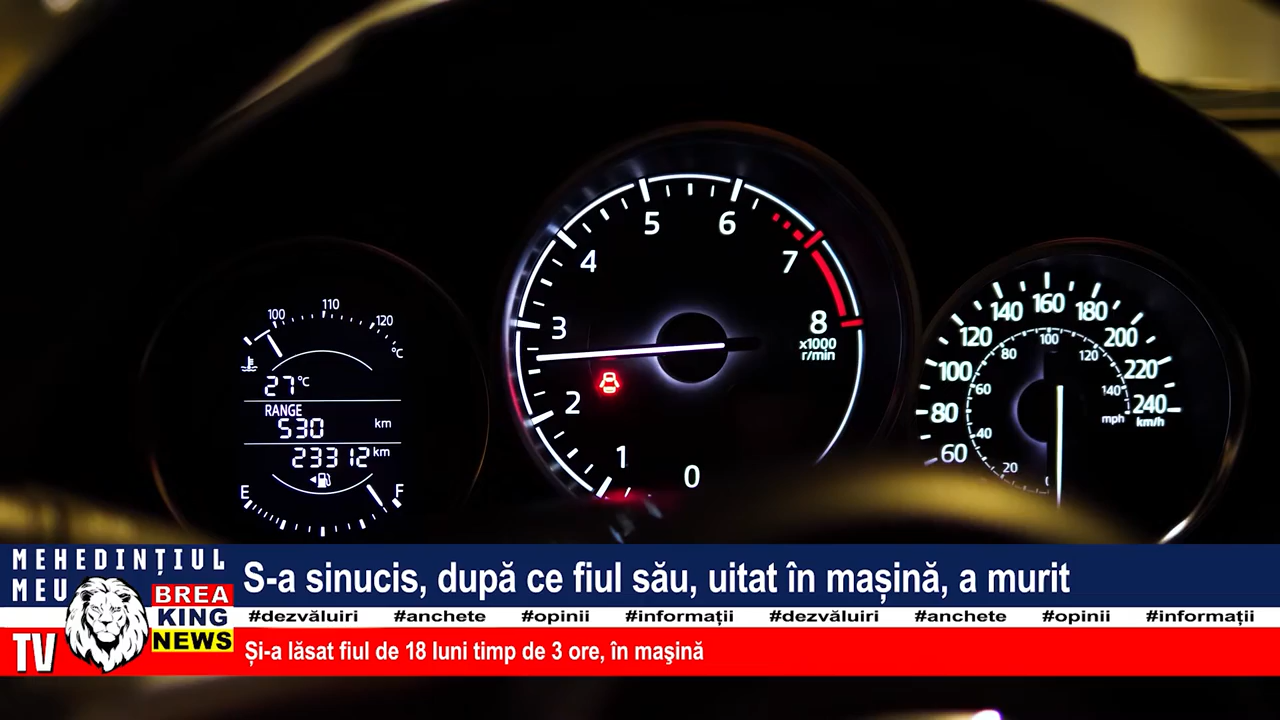 100 110 120
°C
27°C
RANGE
530 km
23312 km
E F
0 1 2 3 4 5 6 7 8
x1000
r/min
60 80 100 120 140 160 180 200 220 240
km/h
0 20 40 60 80 100 120 140
mph
MEHEDINȚIUL
MEU
TV
BREA
KING
NEWS
S-a sinucis, după ce fiul său, uitat în mașină, a murit
#dezvăluiri #anchete #opinii #informații #dezvăluiri #anchete #opinii #informații
Și-a lăsat fiul de 18 luni timp de 3 ore, în maşină